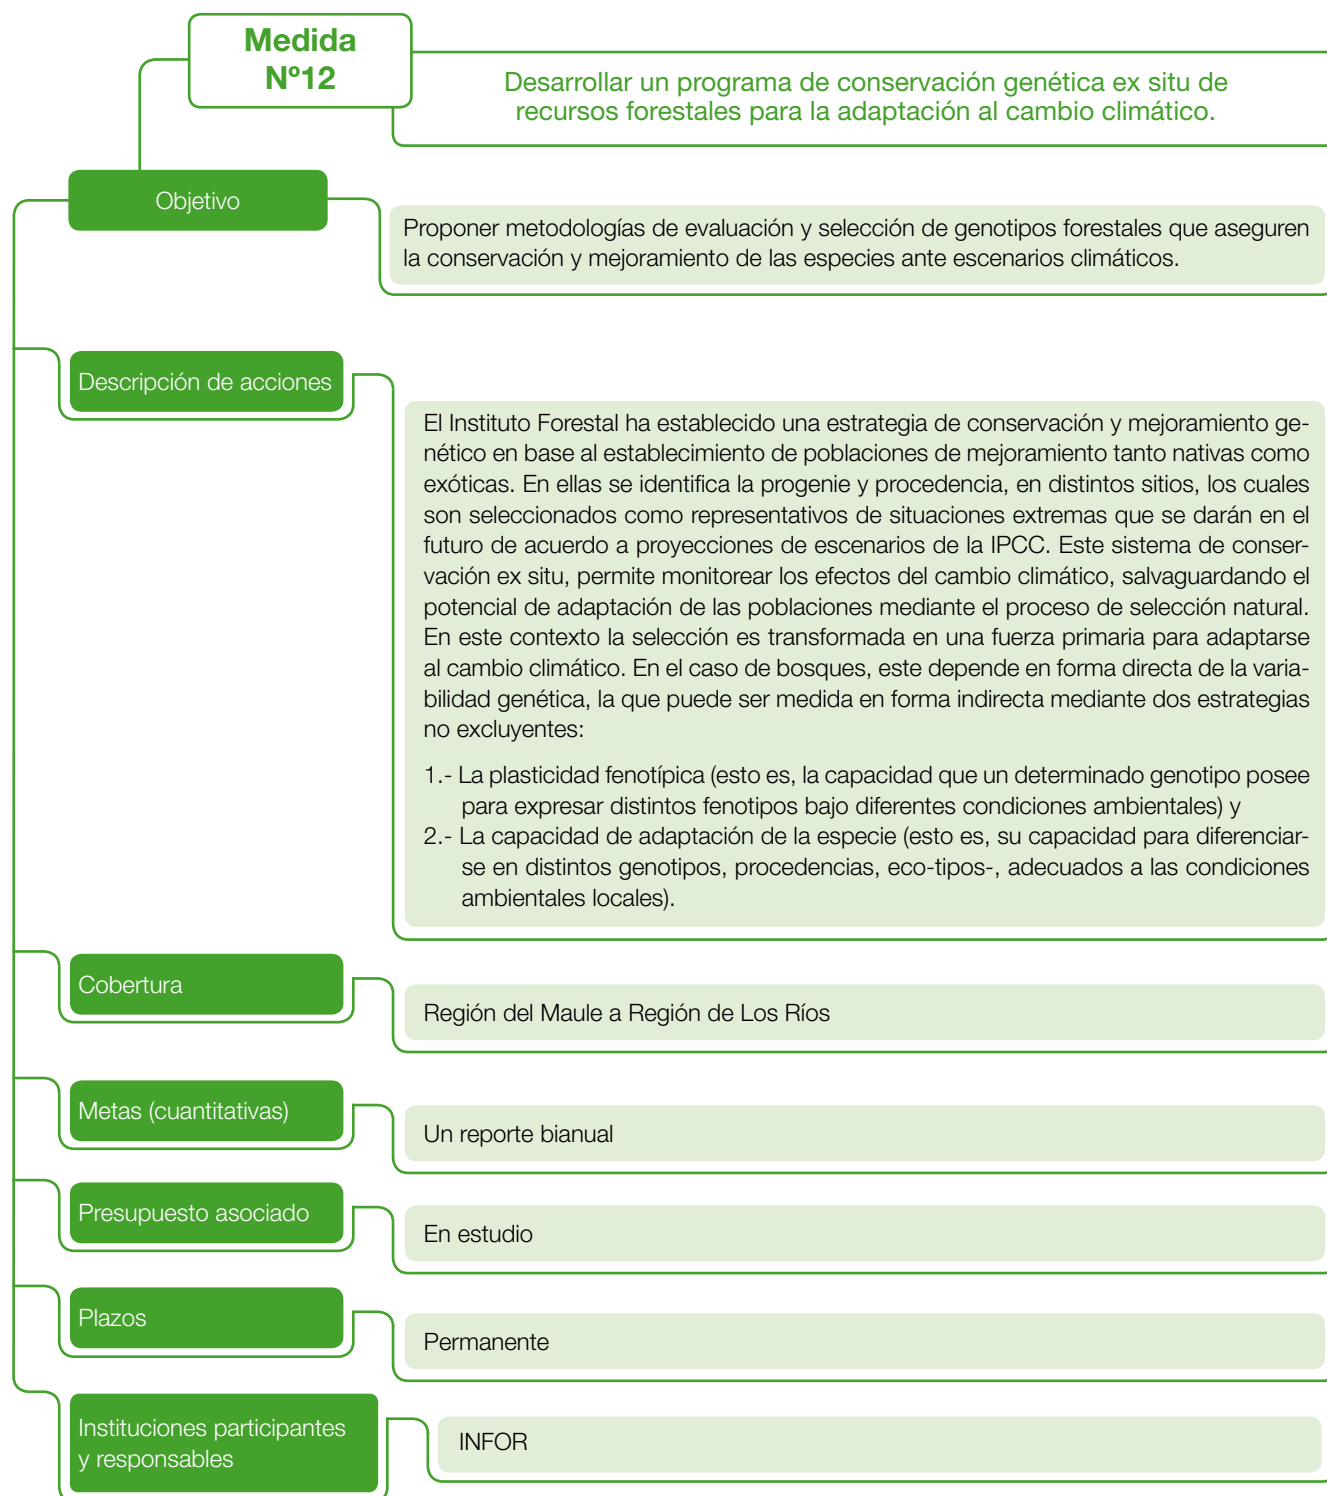 Medida
Nº12
Desarrollar un programa de conservación genética ex situ de
recursos forestales para la adaptación al cambio climático.
Objetivo
Proponer metodologías de evaluación y selección de genotipos forestales que aseguren
la conservación y mejoramiento de las especies ante escenarios climáticos.
Descripción de acciones
El Instituto Forestal ha establecido una estrategia de conservación y mejoramiento ge-
nético en base al establecimiento de poblaciones de mejoramiento tanto nativas como
exóticas. En ellas se identifica la progenie y procedencia, en distintos sitios, los cuales
son seleccionados como representativos de situaciones extremas que se darán en el
futuro de acuerdo a proyecciones de escenarios de la IPCC. Este sistema de conser-
vación ex situ, permite monitorear los efectos del cambio climático, salvaguardando el
potencial de adaptación de las poblaciones mediante el proceso de selección natural.
En este contexto la selección es transformada en una fuerza primaria para adaptarse
al cambio climático. En el caso de bosques, este depende en forma directa de la varia-
bilidad genética, la que puede ser medida en forma indirecta mediante dos estrategias
no excluyentes:
1.- La plasticidad fenotípica (esto es, la capacidad que un determinado genotipo posee
para expresar distintos fenotipos bajo diferentes condiciones ambientales) y
2.- La capacidad de adaptación de la especie (esto es, su capacidad para diferenciar-
se en distintos genotipos, procedencias, eco-tipos-, adecuados a las condiciones
ambientales locales).
Cobertura
Región del Maule a Región de Los Ríos
Metas (cuantitativas)
Un reporte bianual
Presupuesto asociado
En estudio
Plazos
Permanente
Instituciones participantes
y responsables
INFOR